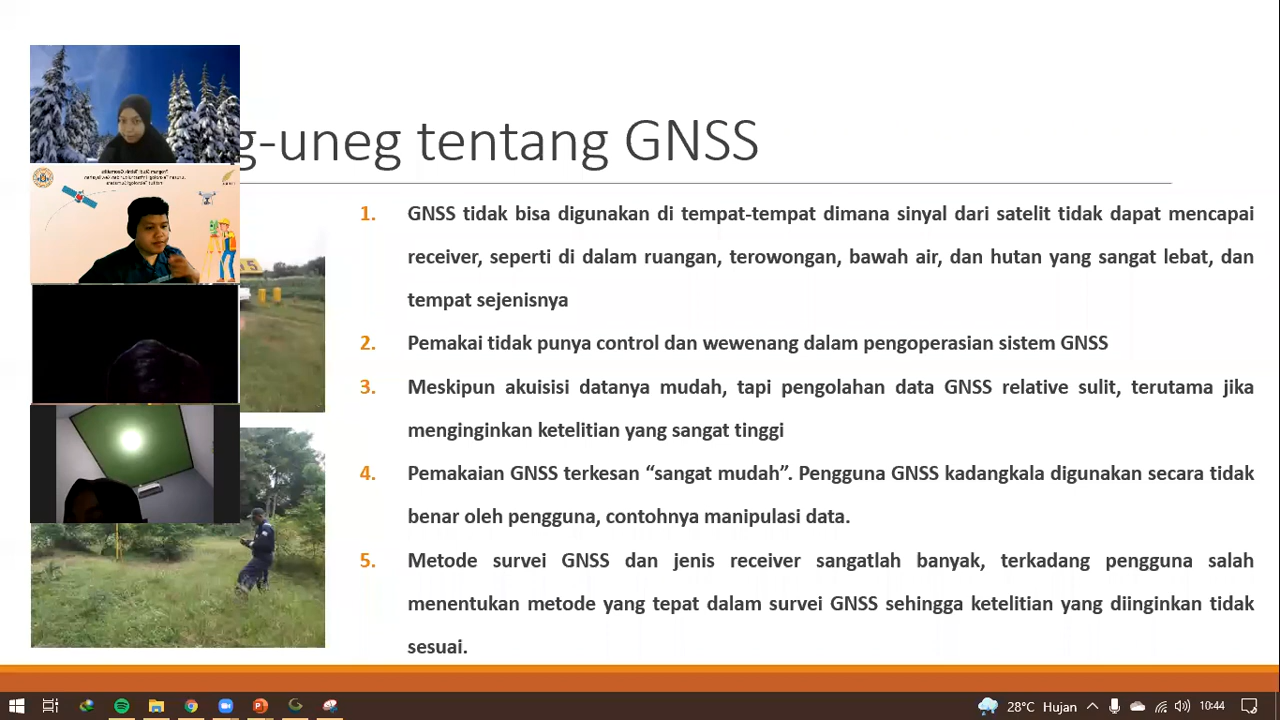 g-uneg tentang GNSS
1. GNSS tidak bisa digunakan di tempat-tempat dimana sinyal dari satelit tidak dapat mencapai
receiver, seperti di dalam ruangan, terowongan, bawah air, dan hutan yang sangat lebat, dan
tempat sejenisnya
2. Pemakai tidak punya control dan wewenang dalam pengoperasian sistem GNSS
3. Meskipun akuisisi datanya mudah, tapi pengolahan data GNSS relative sulit, terutama jika
menginginkan ketelitian yang sangat tinggi
4. Pemakaian GNSS terkesan “sangat mudah”. Pengguna GNSS kadangkala digunakan secara tidak
benar oleh pengguna, contohnya manipulasi data.
5. Metode survei GNSS dan jenis receiver sangatlah banyak, terkadang pengguna salah
menentukan metode yang tepat dalam survei GNSS sehingga ketelitian yang diinginkan tidak
sesuai.
28°C Hujan
10:44